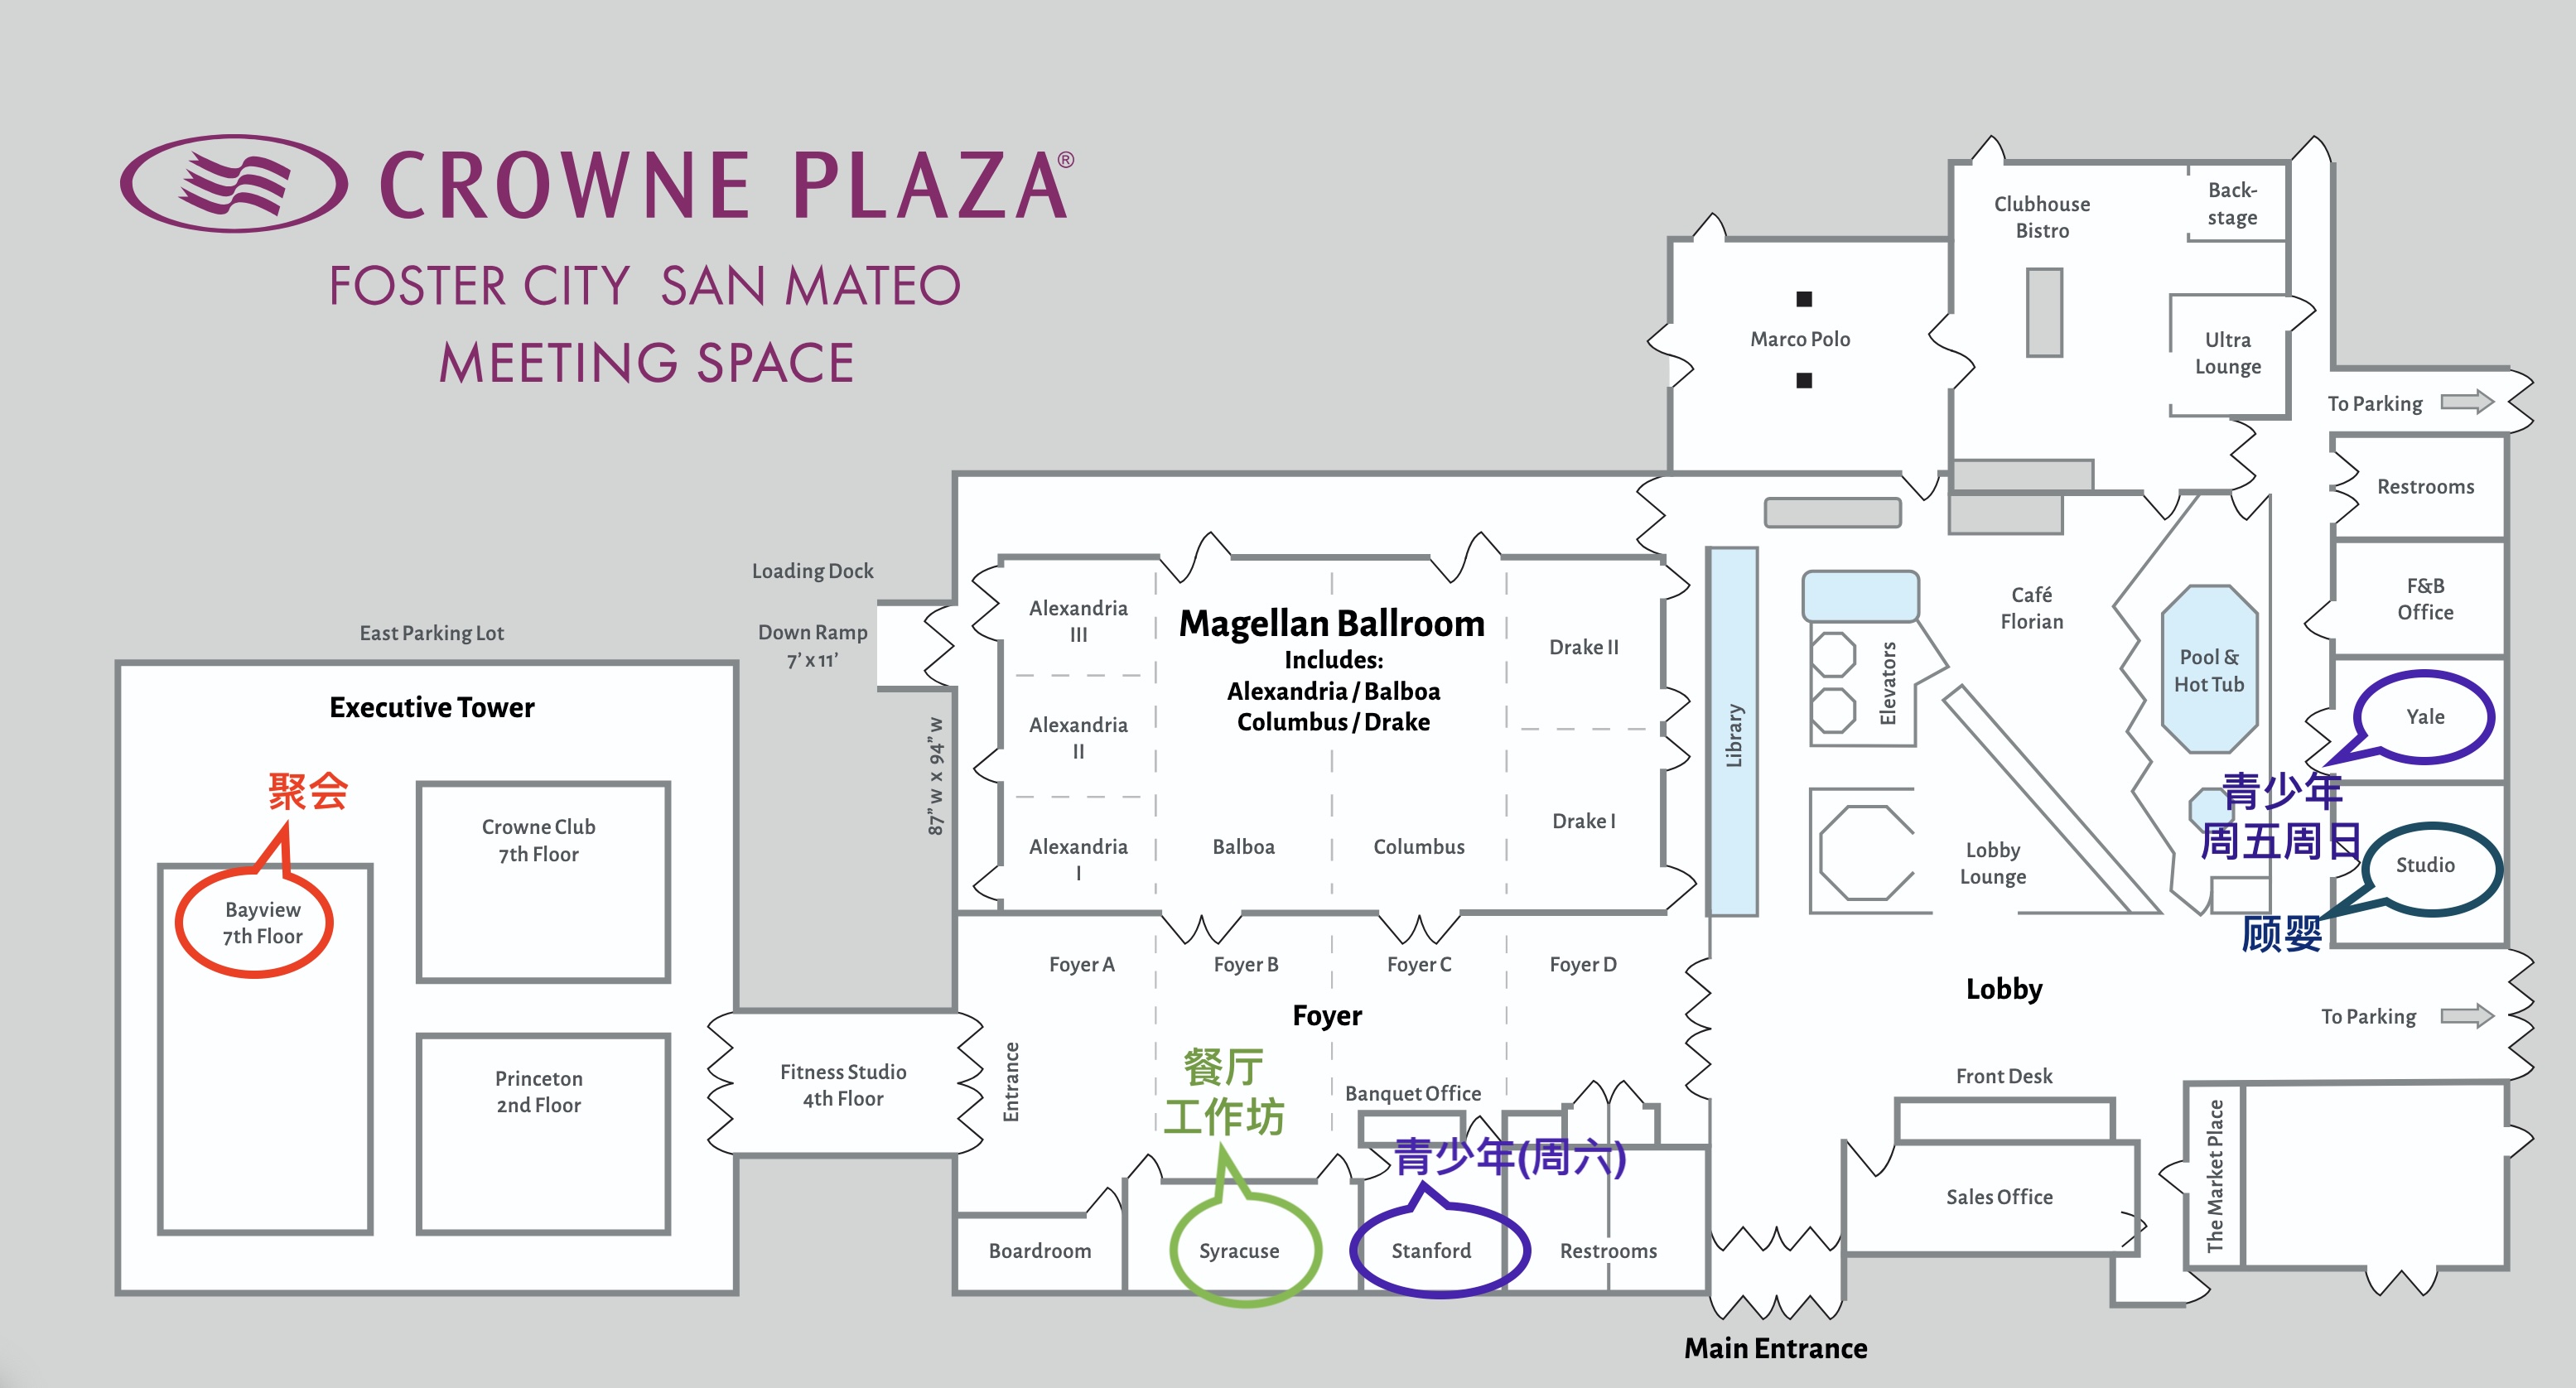 CROWNE PLAZA®
FOSTER CITY SAN MATEO
MEETING SPACE
Clubhouse
Bistro
Back-
stage
Marco Polo
Ultra
Lounge
To Parking
Restrooms
F&B
Office
Yale
青少年
周五周日
Studio
顾婴
Loading Dock
Down Ramp
7’ x 11’
87” w x 94” w
East Parking Lot
Executive Tower
聚会
Crowne Club
7th Floor
Bayview
7th Floor
Princeton
2nd Floor
Fitness Studio
4th Floor
Alexandria
III
Alexandria
II
Alexandria
I
Magellan Ballroom
Includes:
Alexandria / Balboa
Columbus / Drake
Balboa
Columbus
Drake II
Drake I
Library
Elevators
Café
Florian
Pool &
Hot Tub
Lobby
Lounge
Foyer A
Foyer B
Foyer C
Foyer D
Foyer
Entrance
餐厅
工作坊
Banquet Office
青少年(周六)
Boardroom
Syracuse
Stanford
Restrooms
Lobby
To Parking
Front Desk
Sales Office
The Market Place
Main Entrance